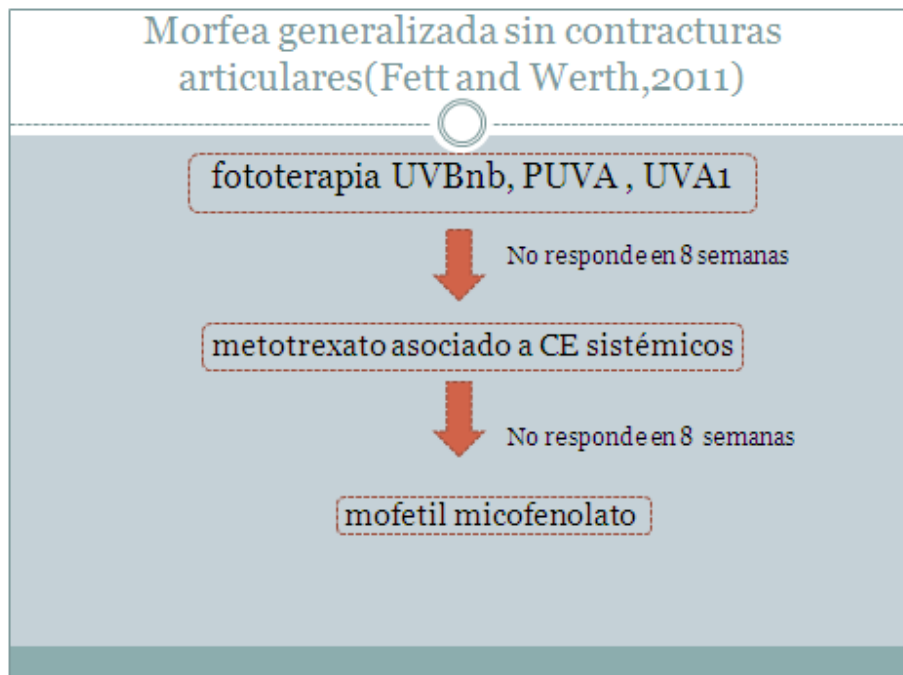 Morfea generalizada sin contracturas
articulares(Fett and Werth,2011)
fototerapia UVBnb, PUVA , UVA1
No responde en 8 semanas
metotrexato asociado a CE sistémicos
No responde en 8 semanas
mofetil micofenolato